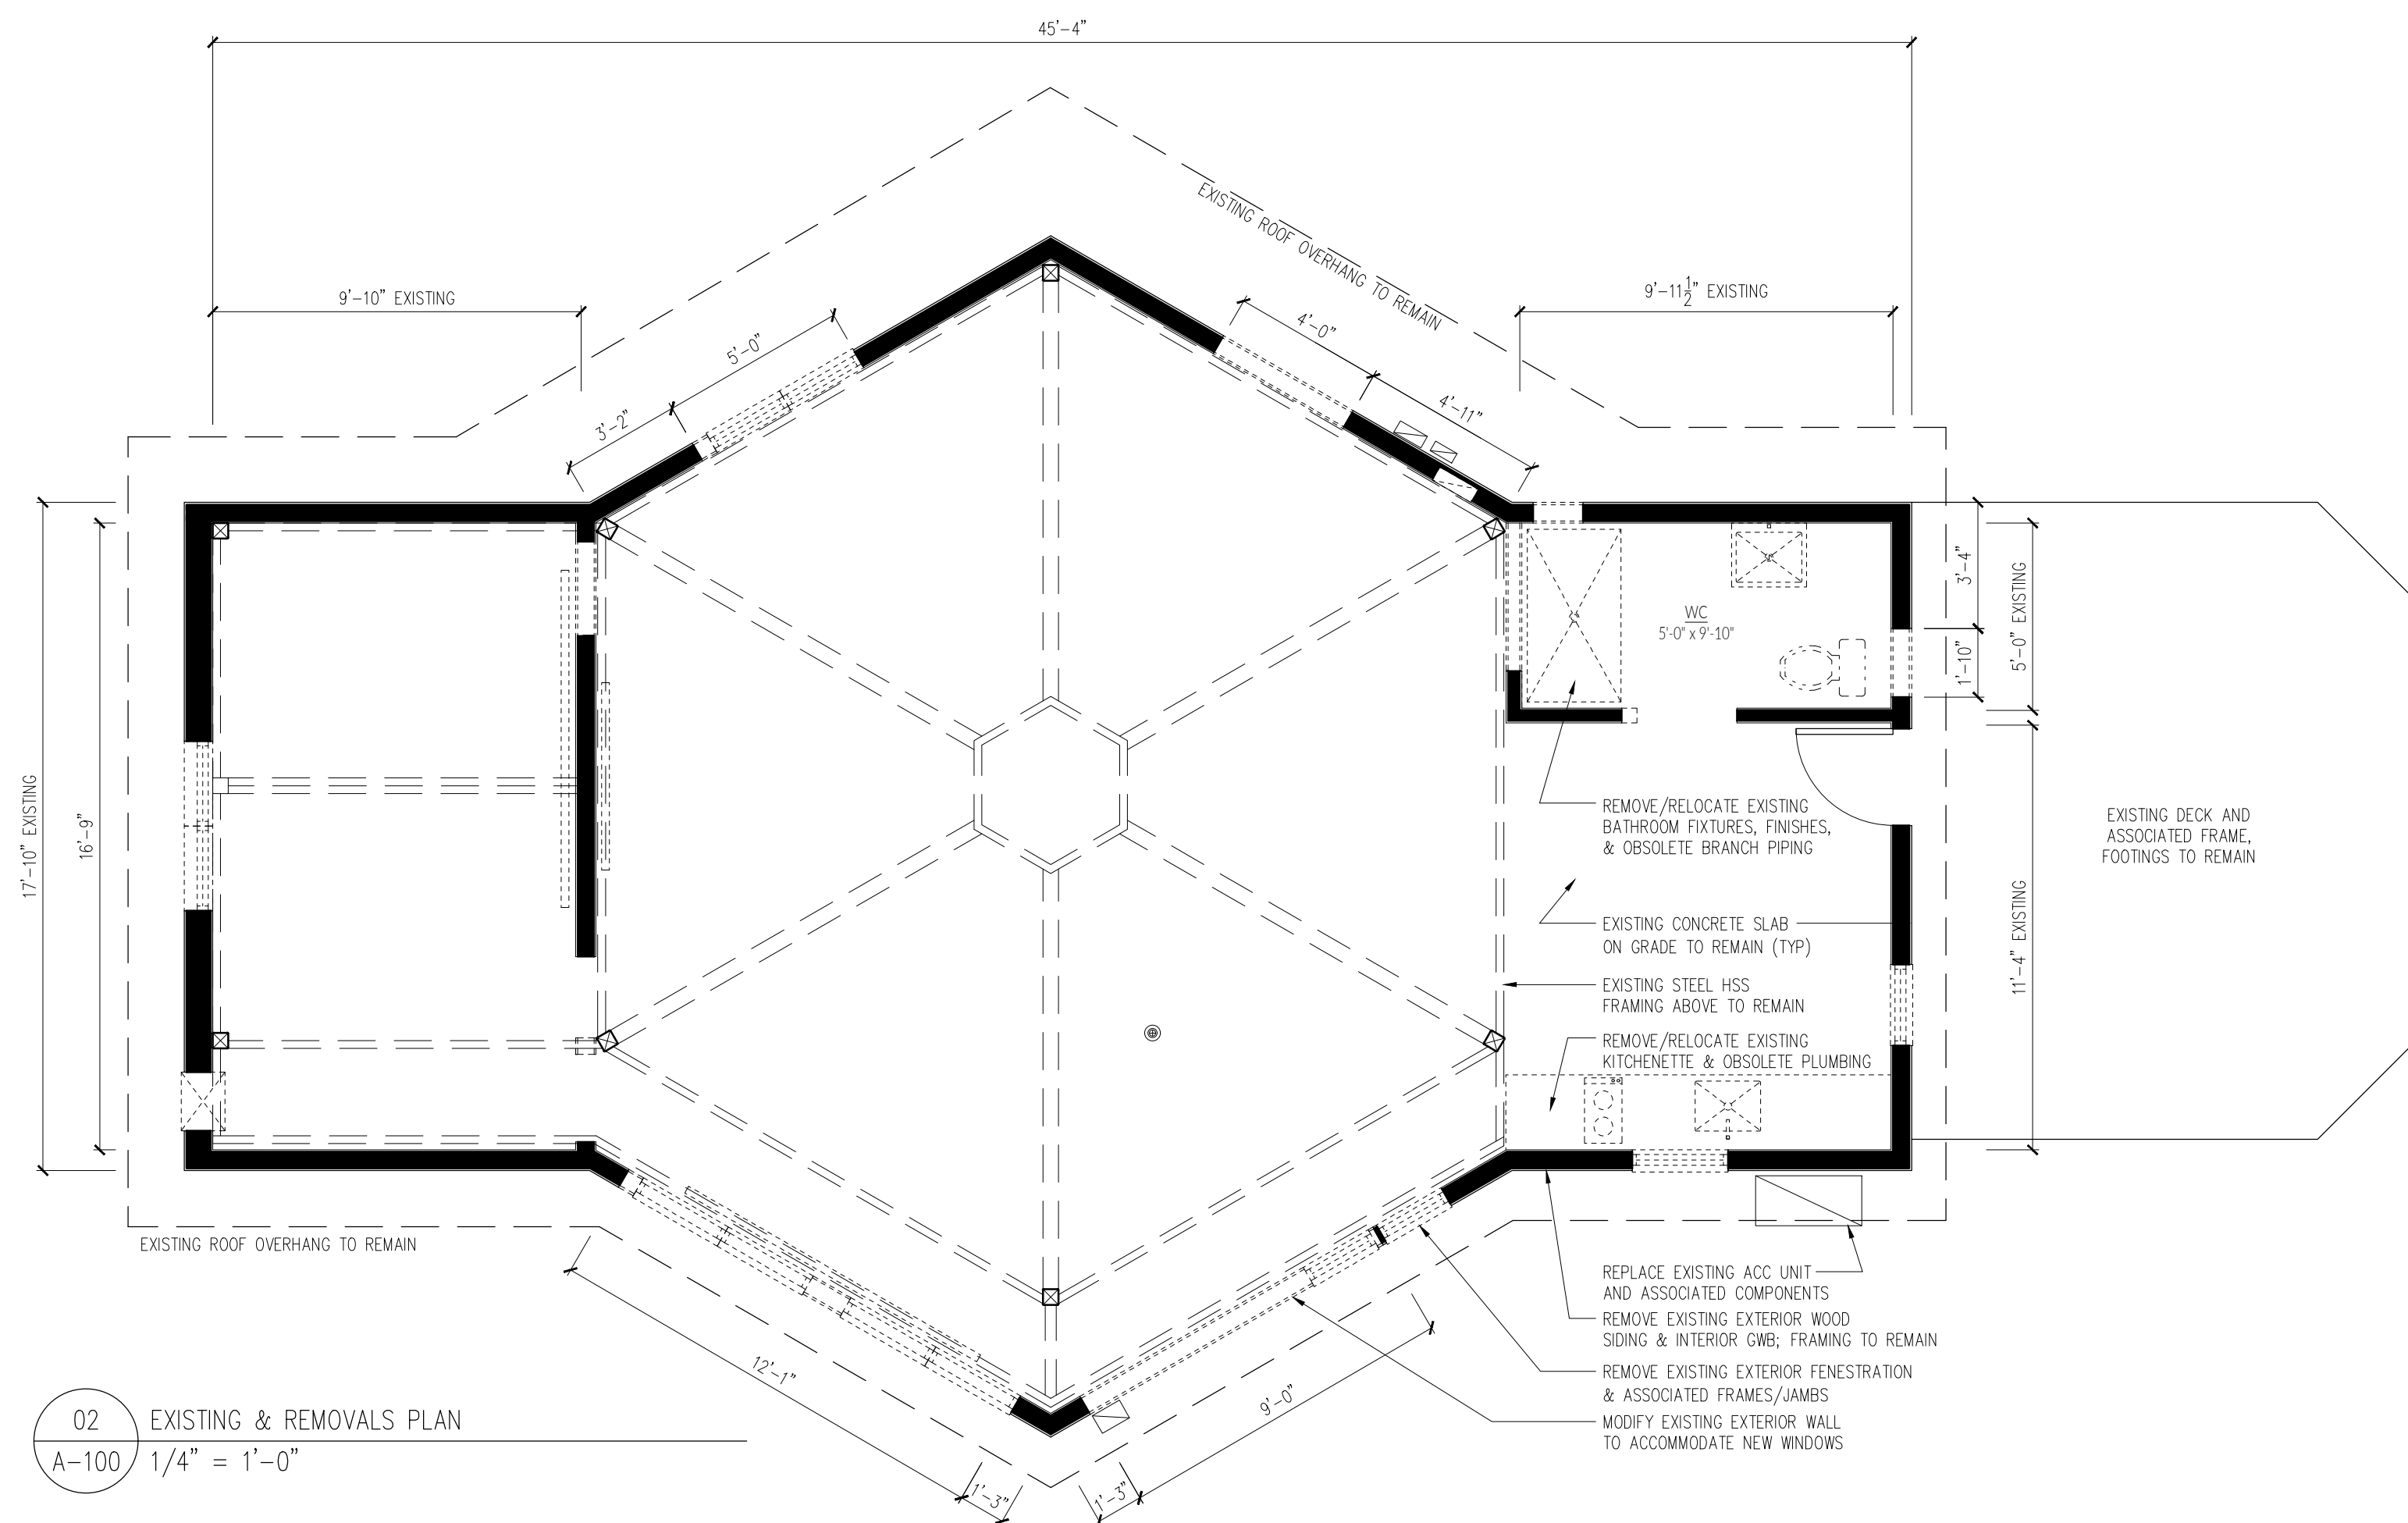 45'-4"
EXISTING ROOF OVERHANG TO REMAIN
9'-10" EXISTING
9'-11 1/2" EXISTING
5'-0"
4'-0"
3'-2"
4'-11"
3'-4"
5'-0" EXISTING
1'-10"
WC
5'-0" x 9'-10"
17'-10" EXISTING
16'-9"
REMOVE/RELOCATE EXISTING
BATHROOM FIXTURES, FINISHES,
& OBSOLETE BRANCH PIPING
EXISTING DECK AND
ASSOCIATED FRAME,
FOOTINGS TO REMAIN
11'-4" EXISTING
EXISTING CONCRETE SLAB
ON GRADE TO REMAIN (TYP)
EXISTING STEEL HSS
FRAMING ABOVE TO REMAIN
REMOVE/RELOCATE EXISTING
KITCHENETTE & OBSOLETE PLUMBING
EXISTING ROOF OVERHANG TO REMAIN
REPLACE EXISTING ACC UNIT
AND ASSOCIATED COMPONENTS
REMOVE EXISTING EXTERIOR WOOD
SIDING & INTERIOR GWB; FRAMING TO REMAIN
REMOVE EXISTING EXTERIOR FENESTRATION
& ASSOCIATED FRAMES/JAMBS
MODIFY EXISTING EXTERIOR WALL
TO ACCOMMODATE NEW WINDOWS
12'-1"
9'-0"
1'-3"
1'-3"
02
EXISTING & REMOVALS PLAN
A-100
1/4" = 1'-0"